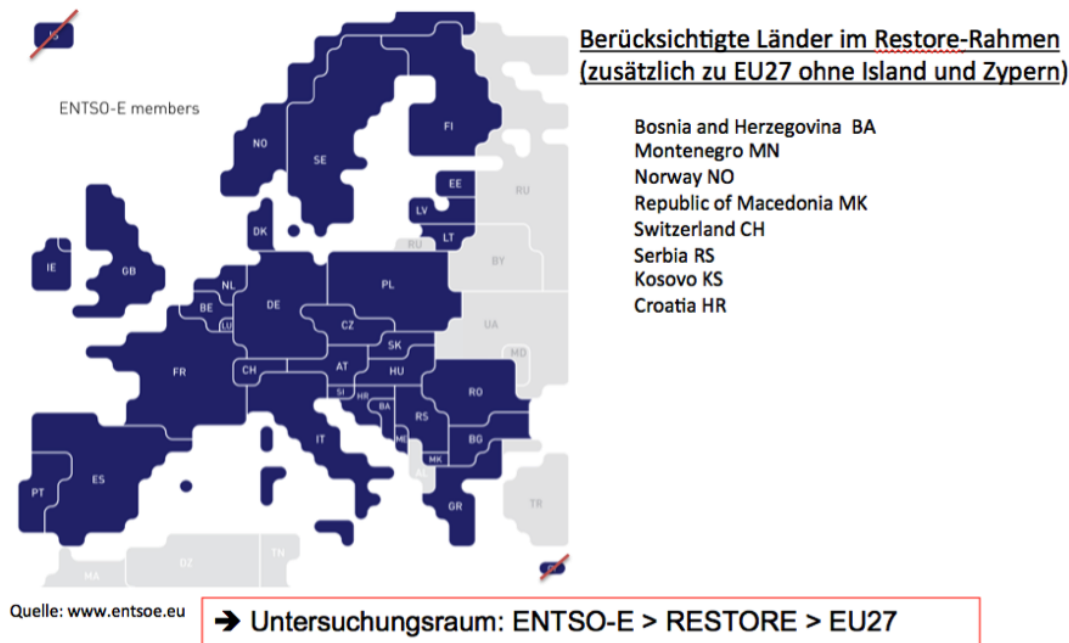 Berücksichtigte Länder im Restore-Rahmen
(zusätzlich zu EU27 ohne Island und Zypern)
ENTSO-E members
Bosnia and Herzegovina BA
Montenegro MN
Norway NO
Republic of Macedonia MK
Switzerland CH
Serbia RS
Kosovo KS
Croatia HR
NO
SE
FI
EE
LV
LT
RU
RU
DK
IE
GB
NL
BE
LU
DE
PL
BY
CZ
UA
SK
MD
FR
CH
AT
HU
RO
SI
HR
BA
RS
IT
ME
BG
MK
AL
PT
ES
GR
TR
MA
DZ
TN
Quelle: www.entsoe.eu
➔ Untersuchungsraum: ENTSO-E > RESTORE > EU27